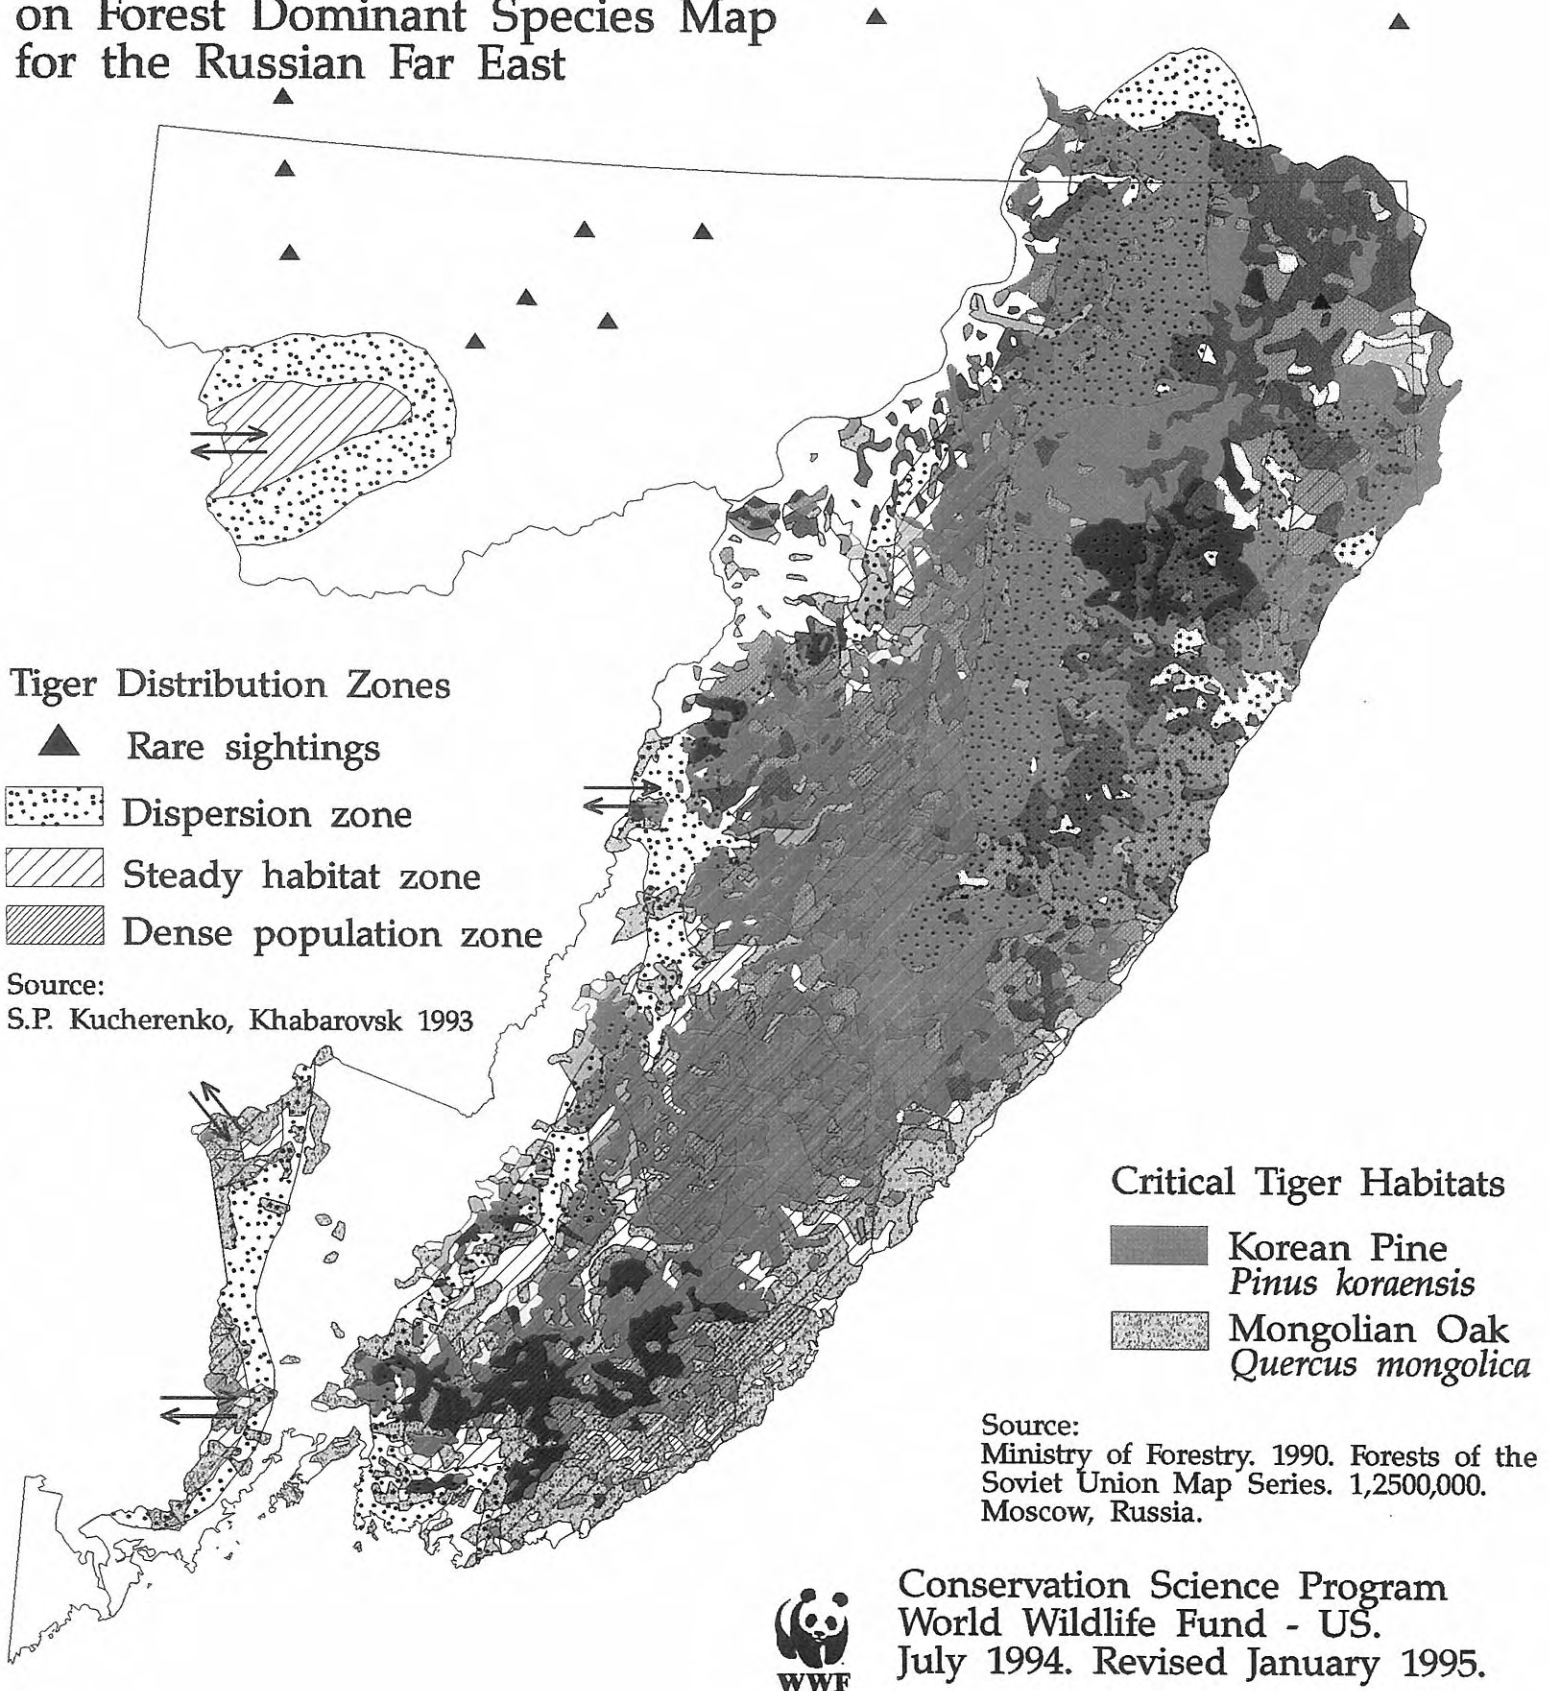 on Forest Dominant Species Map
for the Russian Far East
Tiger Distribution Zones
Rare sightings
Dispersion zone
Steady habitat zone
Dense population zone
Source:
S.P. Kucherenko, Khabarovsk 1993
Critical Tiger Habitats
Korean Pine
Pinus koraensis
Mongolian Oak
Quercus mongolica
Source:
Ministry of Forestry. 1990. Forests of the
Soviet Union Map Series. 1,2500,000.
Moscow, Russia.
Conservation Science Program
World Wildlife Fund - US.
July 1994. Revised January 1995.
WWF